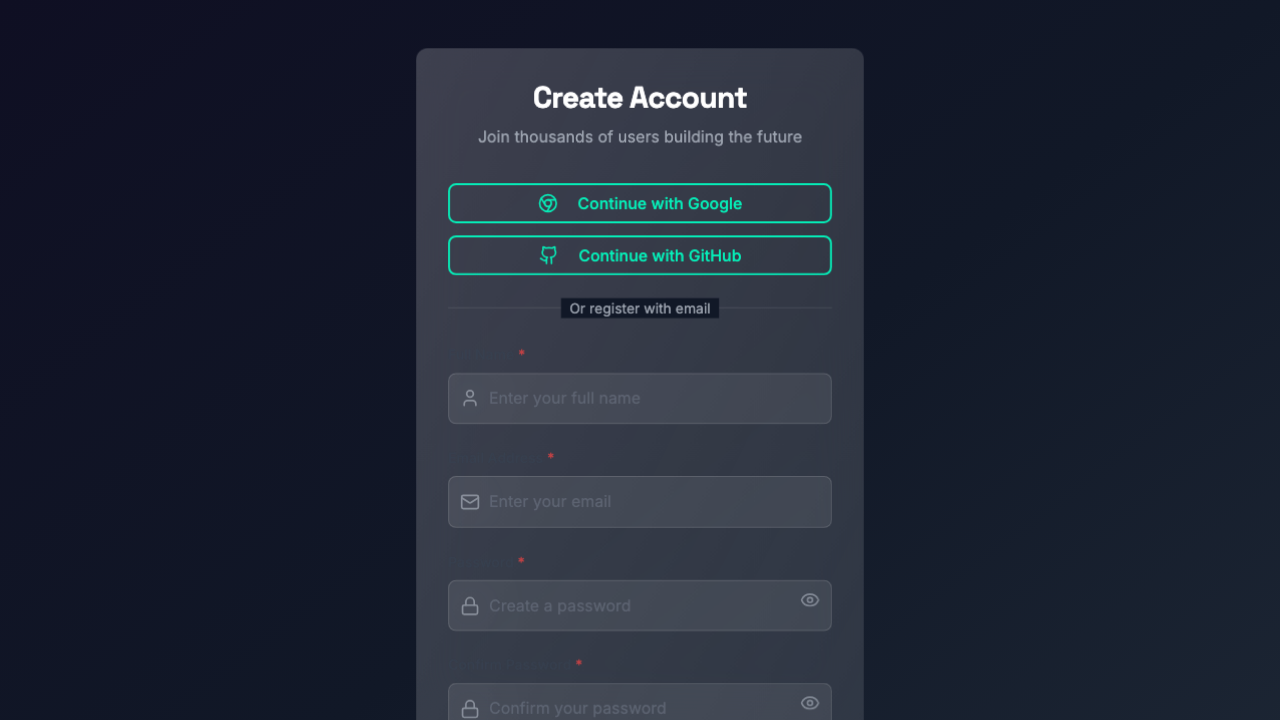 Create Account
Join thousands of users building the future
Continue with Google
Continue with GitHub
Or register with email
*
Enter your full name
*
Enter your email
*
Create a password
*
Confirm your password